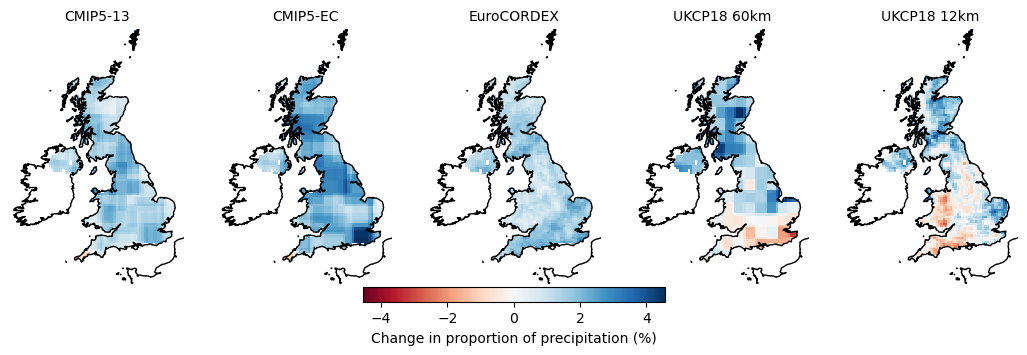 CMIP5-13 CMIP5-EC EuroCORDEX UKCP18 60km UKCP18 12km
−4 −2 0 2 4
Change in proportion of precipitation (%)